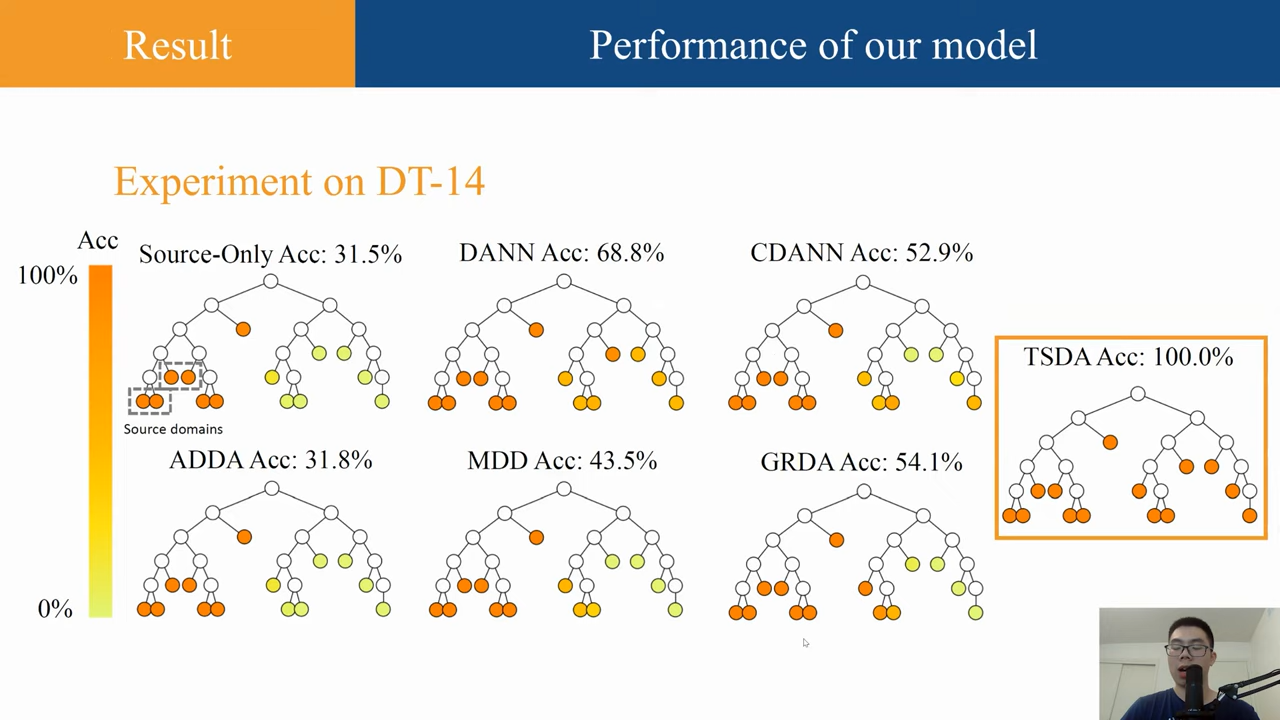 Result
Performance of our model
Experiment on DT-14
Acc
100%
0%
Source-Only Acc: 31.5%
DANN Acc: 68.8%
CDANN Acc: 52.9%
Source domains
TSDA Acc: 100.0%
ADDA Acc: 31.8%
MDD Acc: 43.5%
GRDA Acc: 54.1%